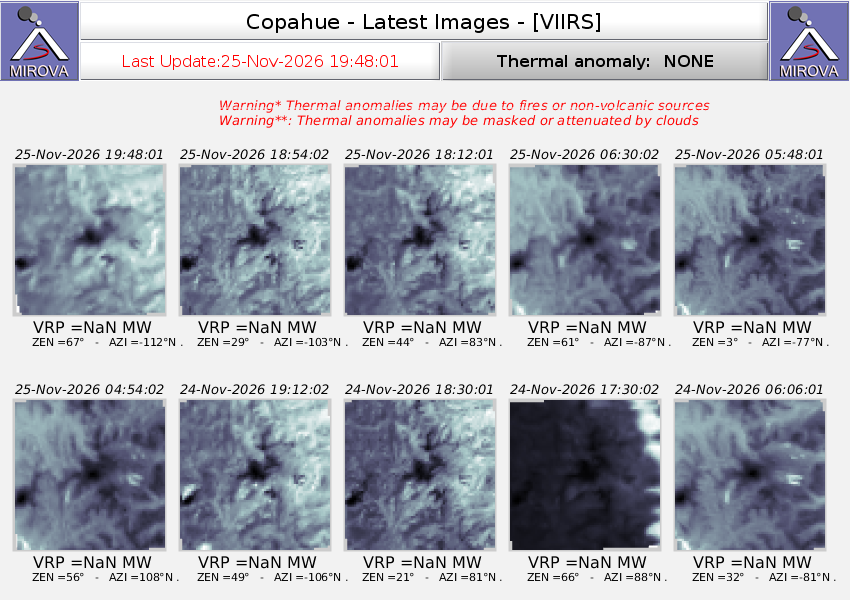 Copahue - Latest Images - [VIIRS]
MIROVA
Last Update:25-Nov-2026 19:48:01
Thermal anomaly: NONE
MIROVA
Warning* Thermal anomalies may be due to fires or non-volcanic sources
Warning**: Thermal anomalies may be masked or attenuated by clouds
25-Nov-2026 19:48:01 25-Nov-2026 18:54:02 25-Nov-2026 18:12:01 25-Nov-2026 06:30:02 25-Nov-2026 05:48:01
VRP =NaN MW VRP =NaN MW VRP =NaN MW VRP =NaN MW VRP =NaN MW
ZEN =67° - AZI =-112°N . ZEN =29° - AZI =-103°N . ZEN =44° - AZI =83°N . ZEN =61° - AZI =-87°N . ZEN =3° - AZI =-77°N .
25-Nov-2026 04:54:02 24-Nov-2026 19:12:02 24-Nov-2026 18:30:01 24-Nov-2026 17:30:02 24-Nov-2026 06:06:01
VRP =NaN MW VRP =NaN MW VRP =NaN MW VRP =NaN MW VRP =NaN MW
ZEN =56° - AZI =108°N . ZEN =49° - AZI =-106°N . ZEN =21° - AZI =81°N . ZEN =66° - AZI =88°N . ZEN =32° - AZI =-81°N .